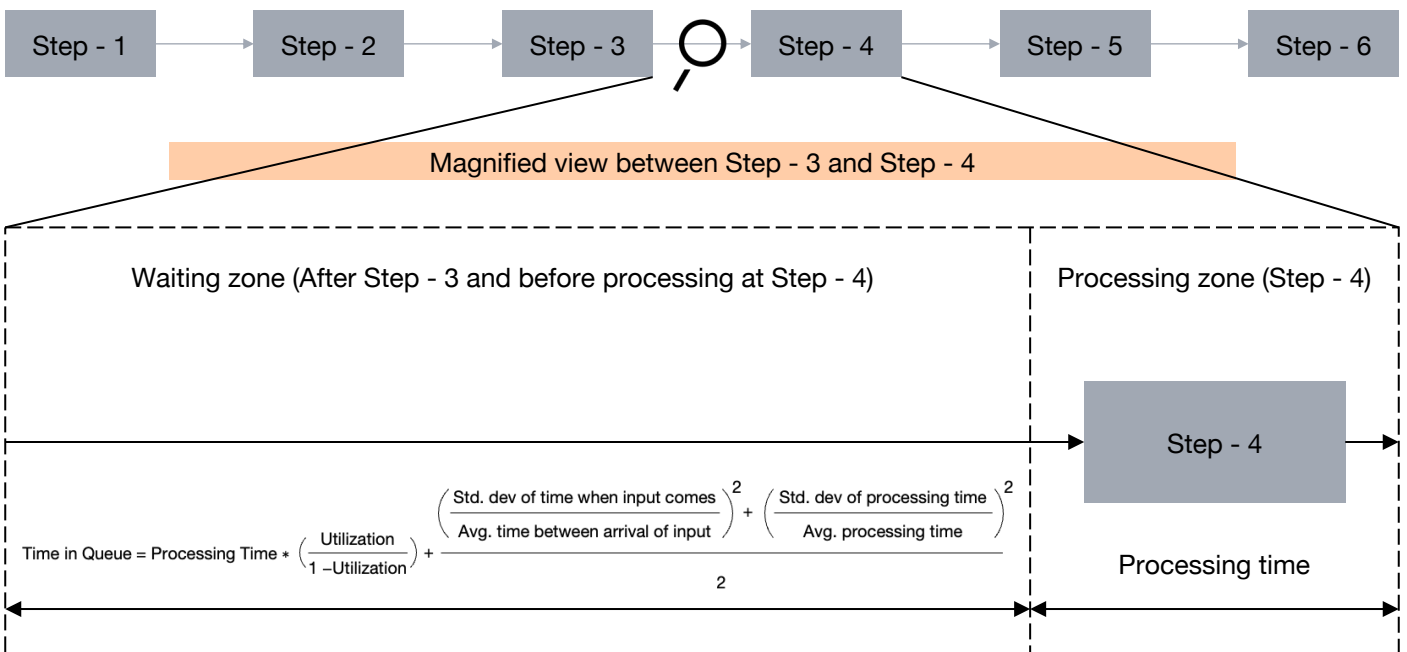 Step - 1
Step - 2
Step - 3
Step - 4
Step - 5
Step - 6
Magnified view between Step - 3 and Step - 4
Waiting zone (After Step - 3 and before processing at Step - 4)
Processing zone (Step - 4)
Step - 4
Time in Queue = Processing Time * (Utilization / 1 –Utilization) + ((Std. dev of time when input comes / Avg. time between arrival of input)² + (Std. dev of processing time / Avg. processing time)²) / 2
Processing time